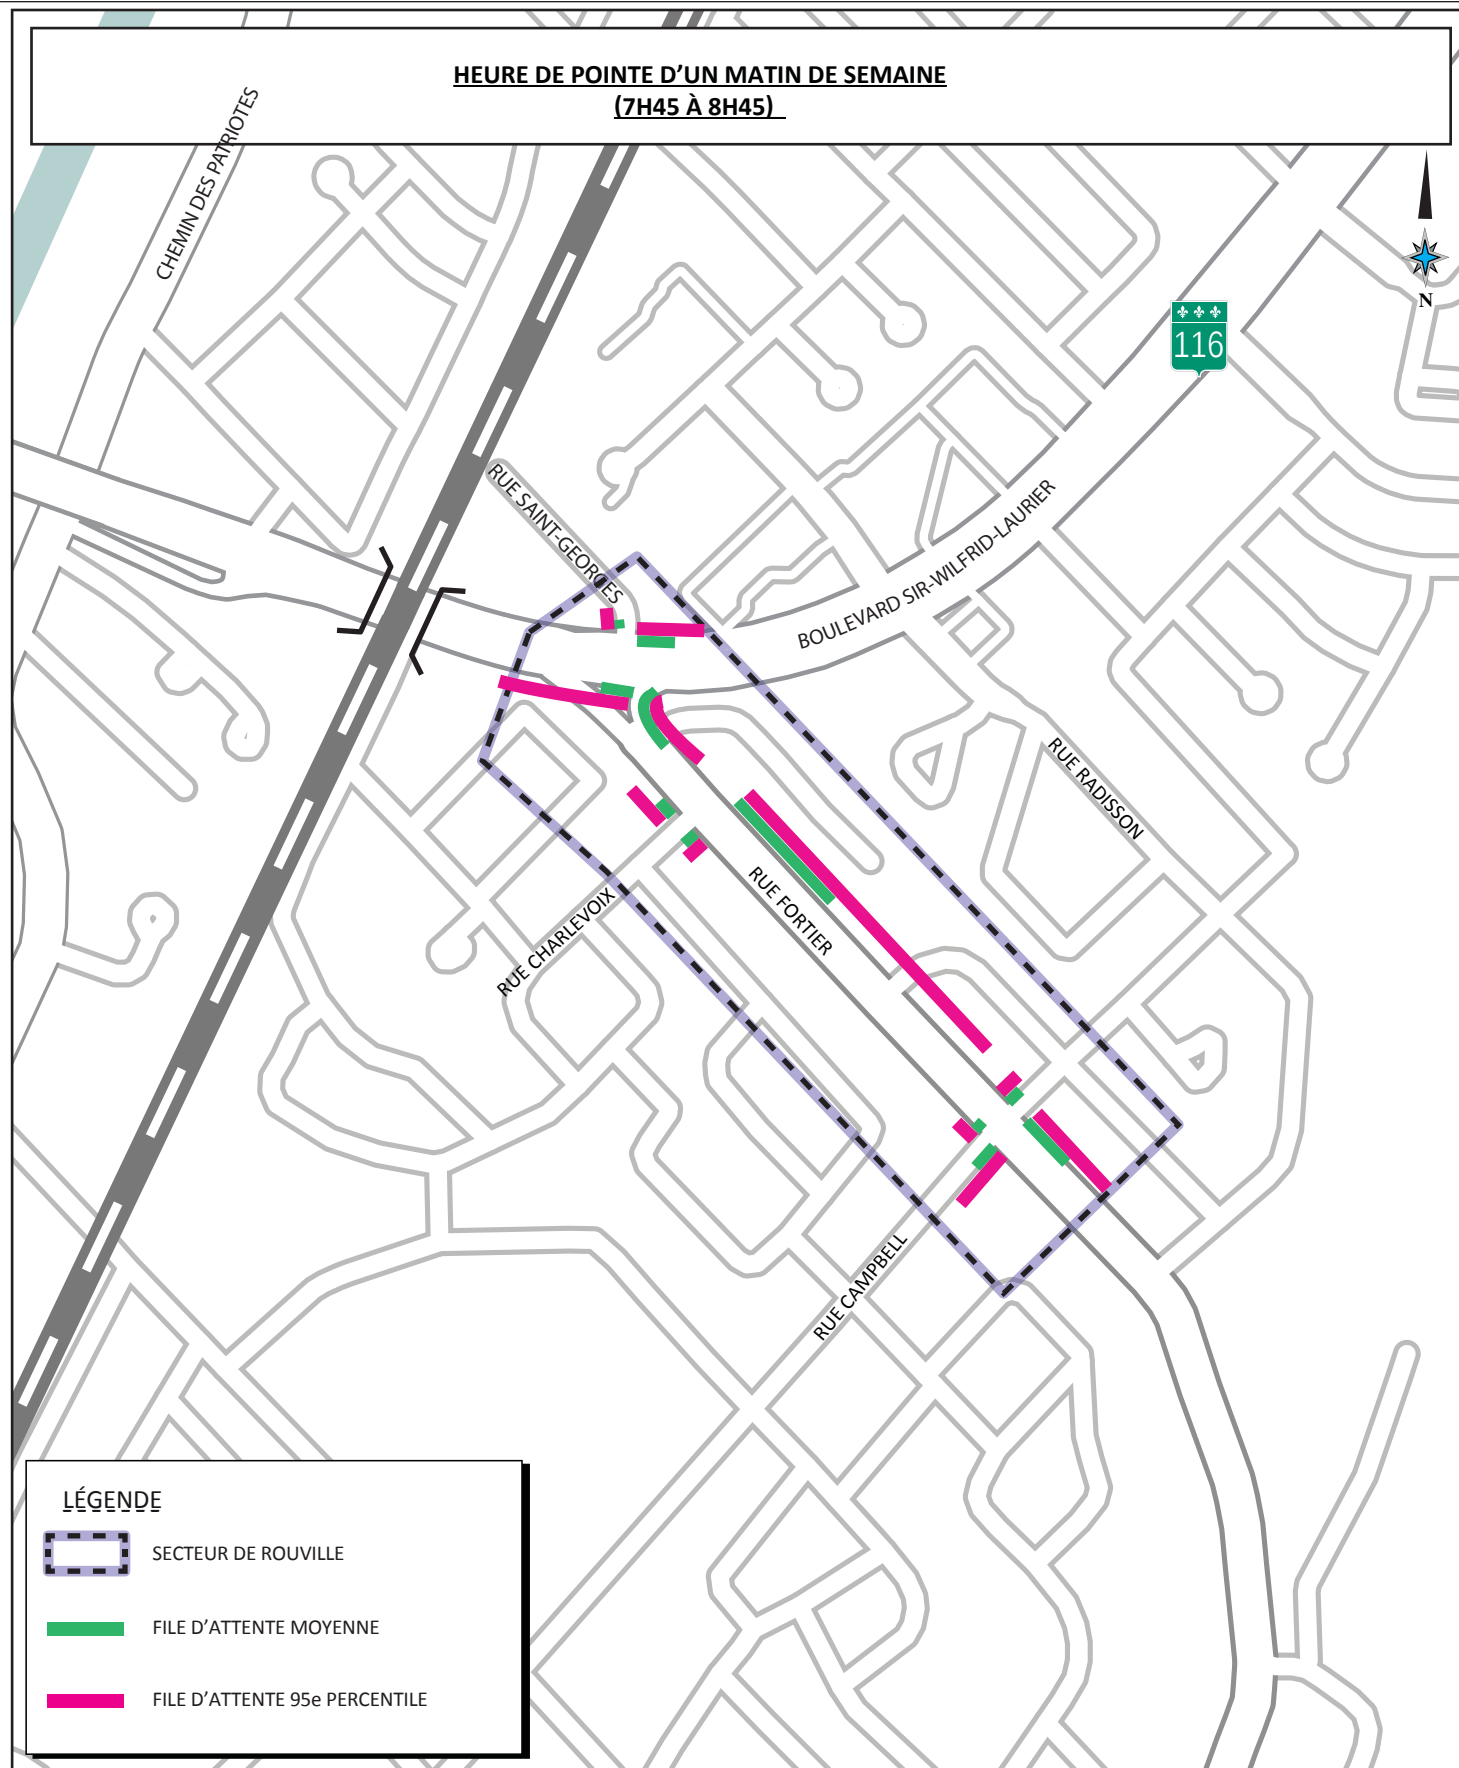 HEURE DE POINTE D'UN MATIN DE SEMAINE
(7H45 À 8H45)
CHEMIN DES PATRIOTES
N
116
RUE SAINT-GEORGES
BOULEVARD SIR-WILFRID-LAURIER
RUE RADISSON
RUE FORTIER
RUE CHARLEVOIX
RUE CAMPBELL
LÉGENDE
SECTEUR DE ROUVILLE
FILE D'ATTENTE MOYENNE
FILE D'ATTENTE 95e PERCENTILE